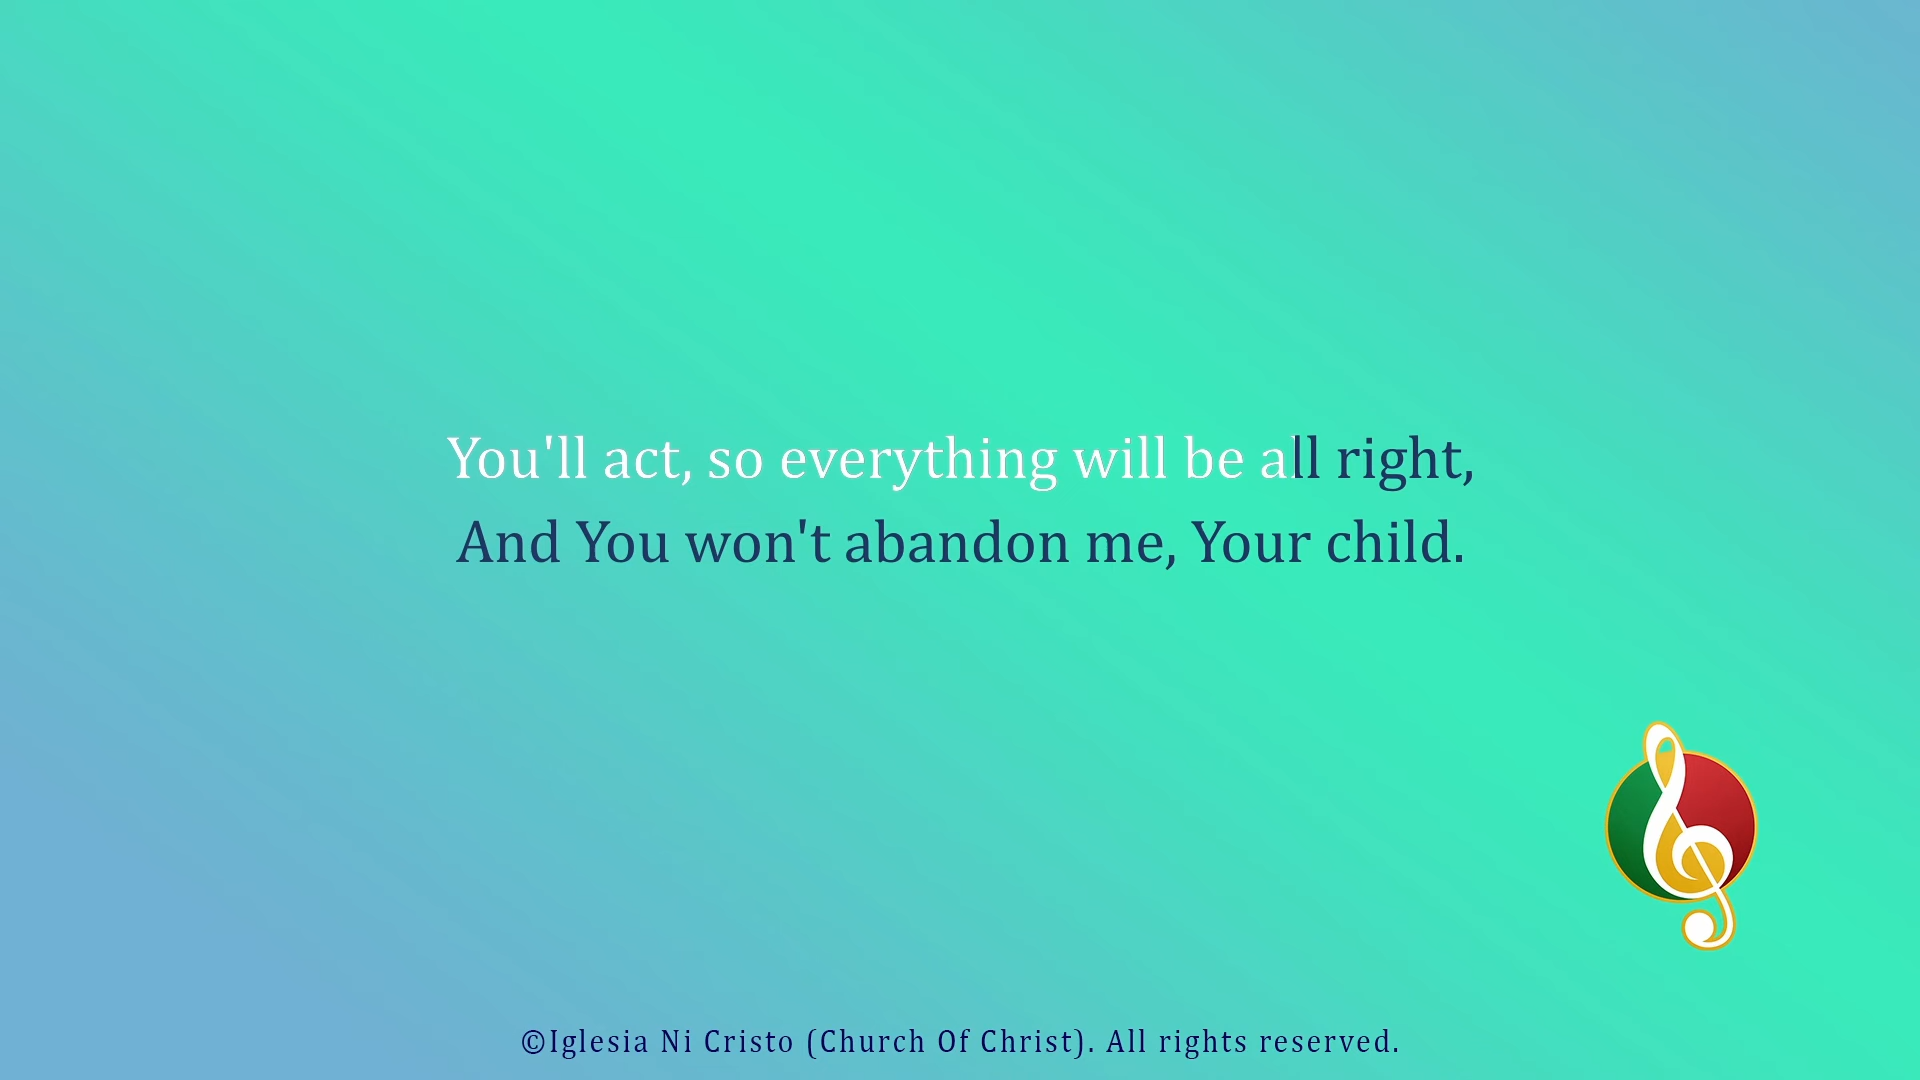 You'll act, so everything will be all right,
And You won't abandon me, Your child.
©Iglesia Ni Cristo (Church Of Christ). All rights reserved.